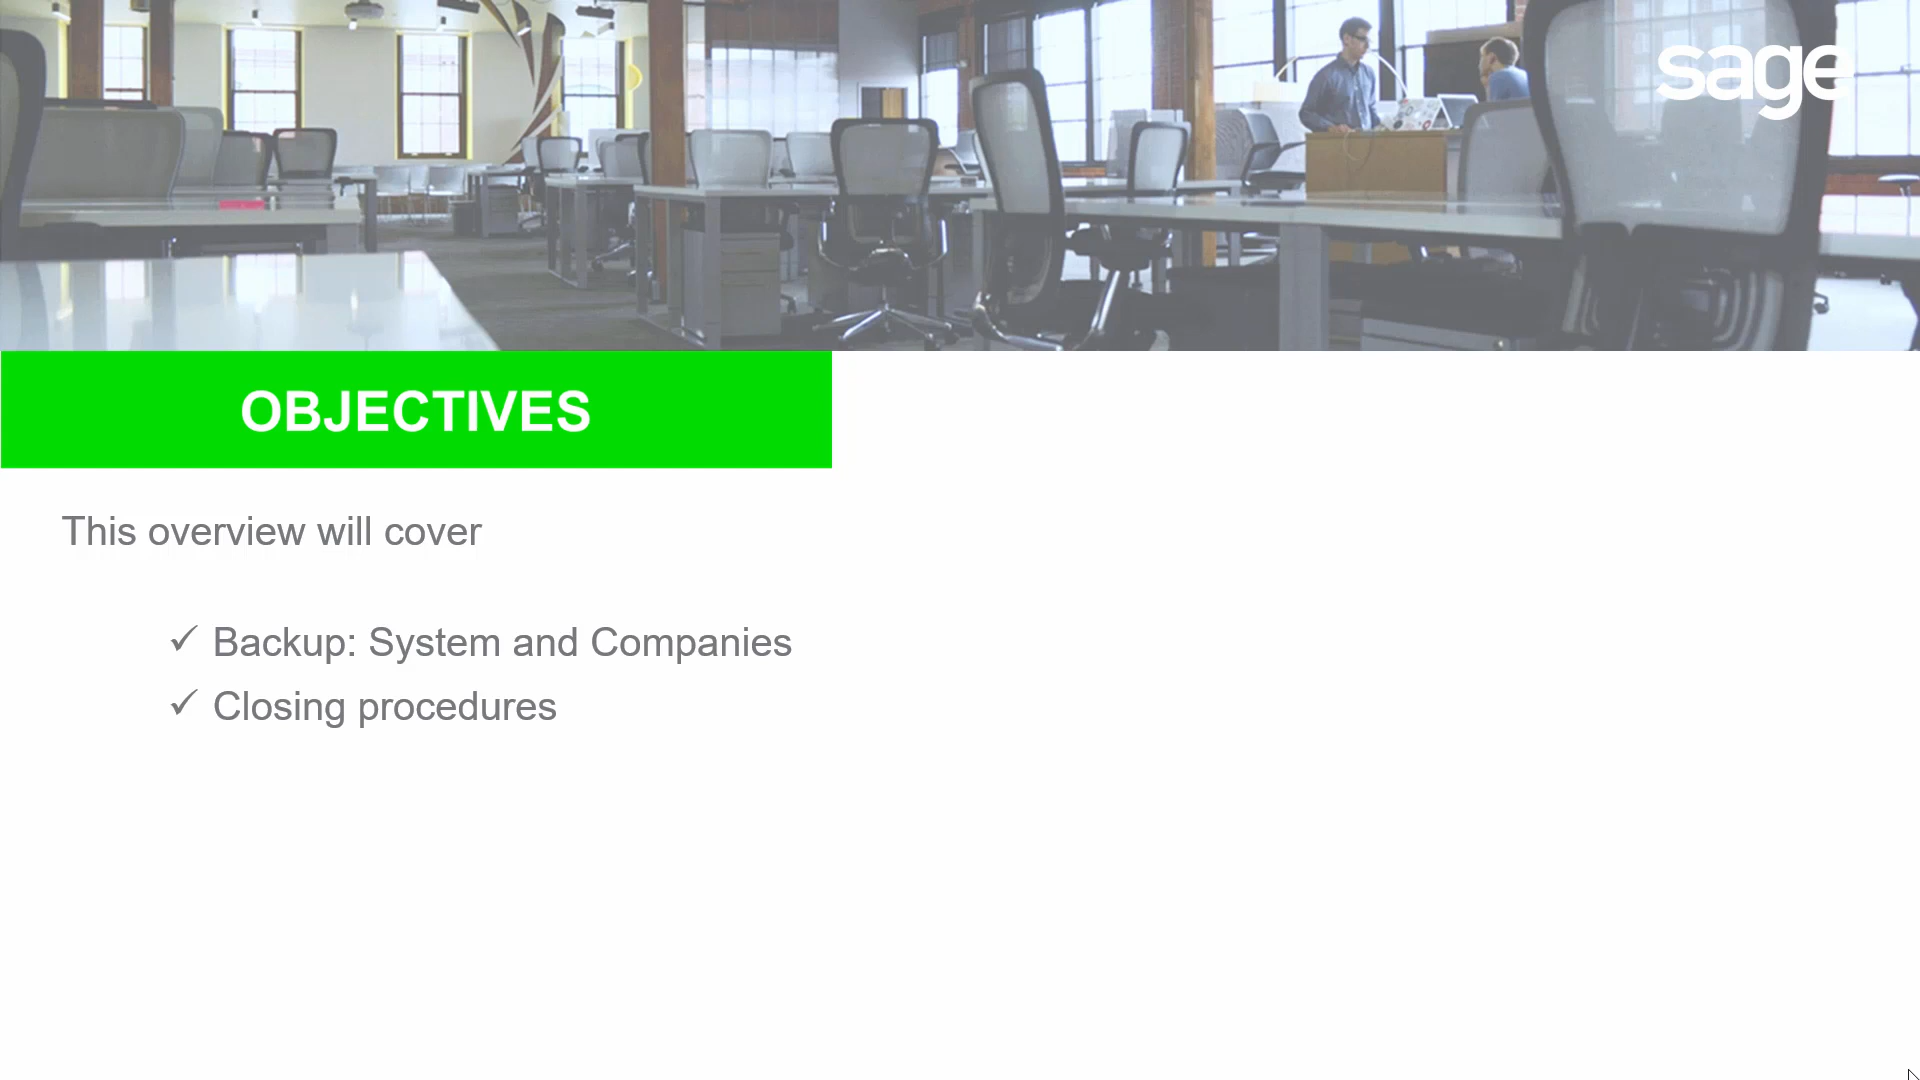 sage
OBJECTIVES
This overview will cover
✓ Backup: System and Companies
✓ Closing procedures